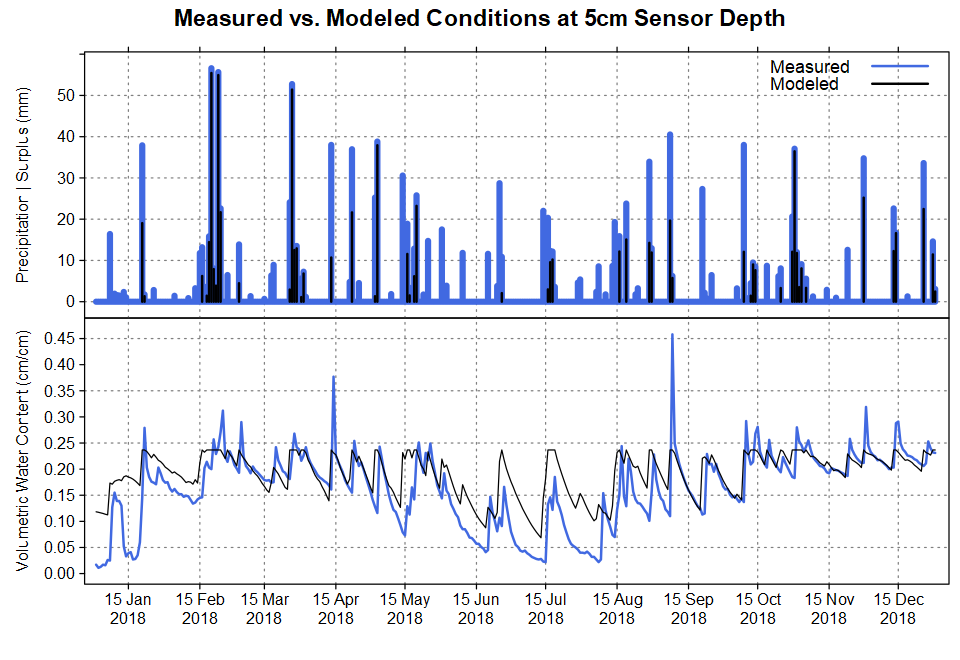 Measured vs. Modeled Conditions at 5cm Sensor Depth
Precipitation | Surplus (mm)
50
40
30
20
10
0
Measured
Modeled
Volumetric Water Content (cm/cm)
0.45
0.40
0.35
0.30
0.25
0.20
0.15
0.10
0.05
0.00
15 Jan 15 Feb 15 Mar 15 Apr 15 May 15 Jun 15 Jul 15 Aug 15 Sep 15 Oct 15 Nov 15 Dec
2018 2018 2018 2018 2018 2018 2018 2018 2018 2018 2018 2018